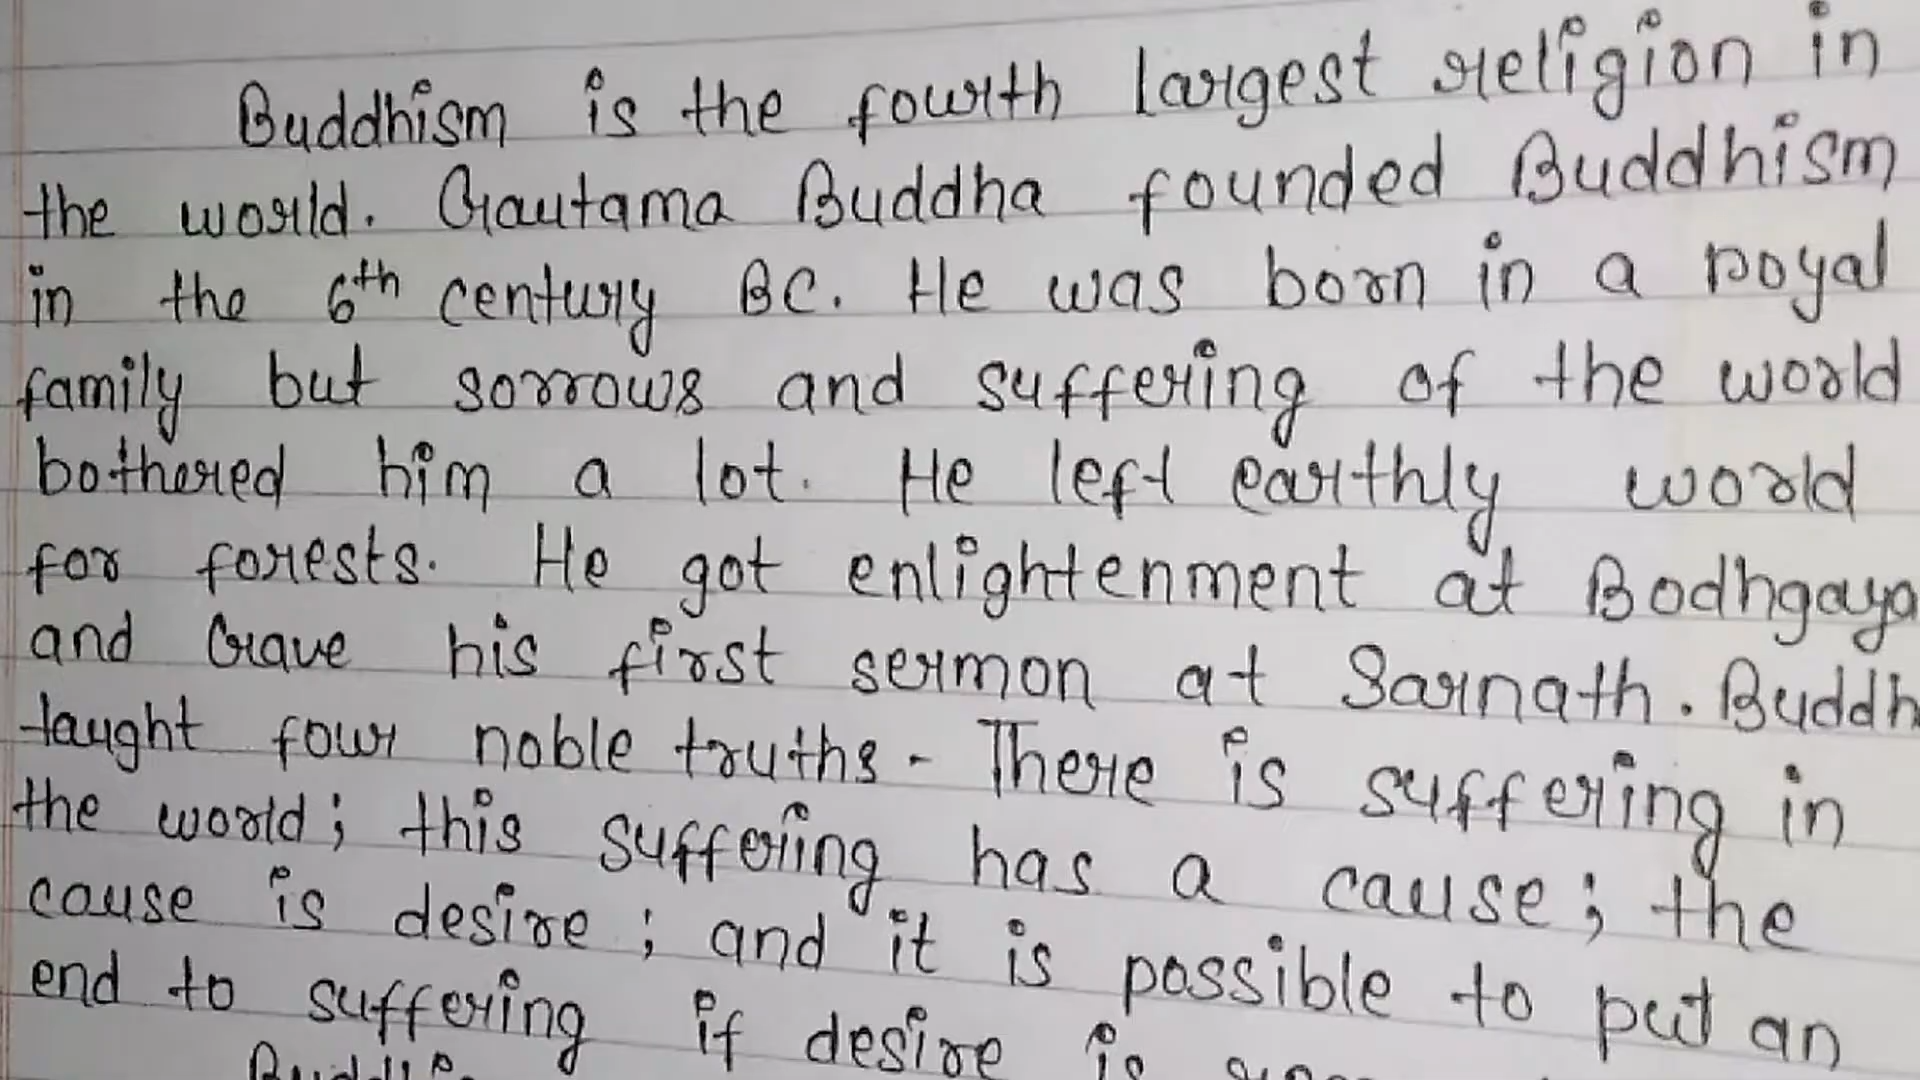 Buddhism is the fourth largest religion in
the world. Gautama Buddha founded Buddhism
in the 6th century BC. He was born in a royal
family but sorrows and suffering of the world
bothered him a lot. He left earthly world
for forests. He got enlightenment at Bodhgaya
and Gave his first sermon at Sarnath. Buddh
taught four noble truths - There is suffering in
the world; this suffering has a cause; the
cause is desire; and it is possible to put an
end to suffering if desire is